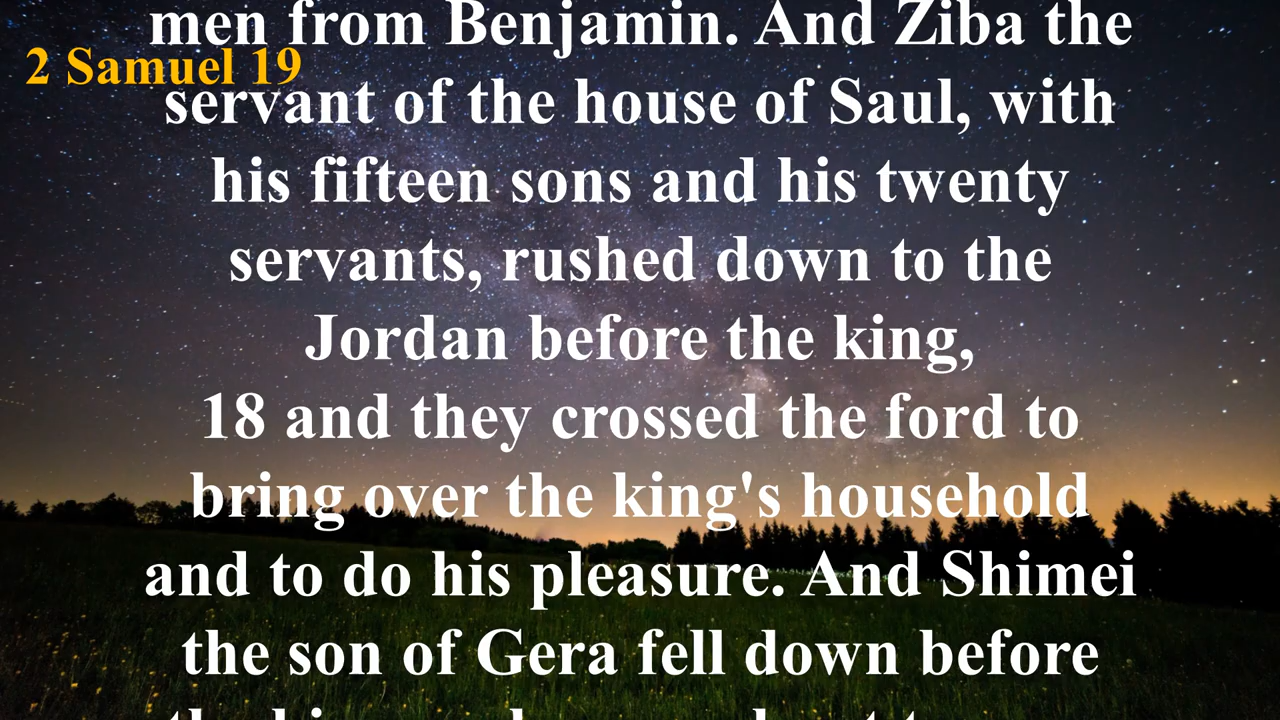 men from Benjamin. And Ziba the
2 Samuel 19
servant of the house of Saul, with
his fifteen sons and his twenty
servants, rushed down to the
Jordan before the king,
18 and they crossed the ford to
bring over the king's household
and to do his pleasure. And Shimei
the son of Gera fell down before